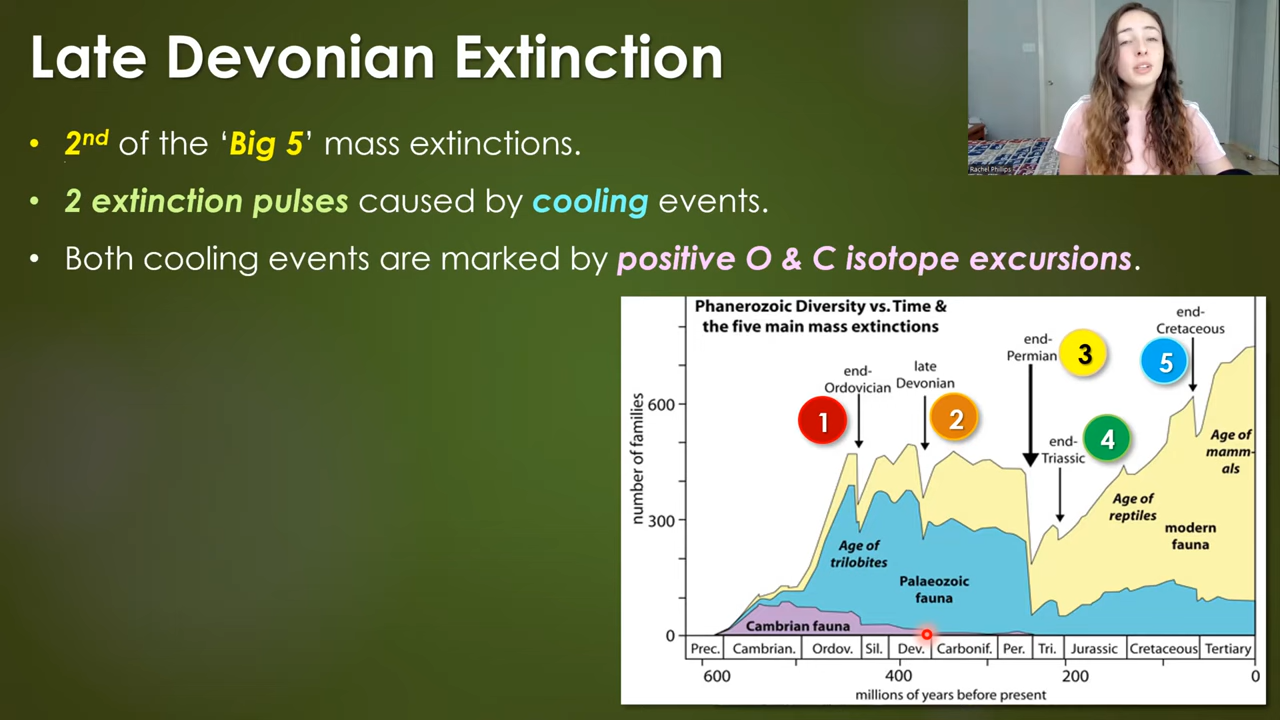 Late Devonian Extinction
• 2nd of the ‘Big 5’ mass extinctions.
• 2 extinction pulses caused by cooling events.
• Both cooling events are marked by positive O & C isotope excursions.
Rachel Phillips
Phanerozoic Diversity vs. Time &
the five main mass extinctions
end-
Ordovician
1
late
Devonian
2
end-
Permian
3
end-
Triassic
4
end-
Cretaceous
5
number of families
600
300
0
Age of
trilobites
Palaeozoic
fauna
Cambrian fauna
Age of
reptiles
modern
fauna
Age of
mamm-
als
Prec. Cambrian. Ordov. Sil. Dev. Carbonif. Per. Tri. Jurassic Cretaceous Tertiary
600 400 200 0
millions of years before present